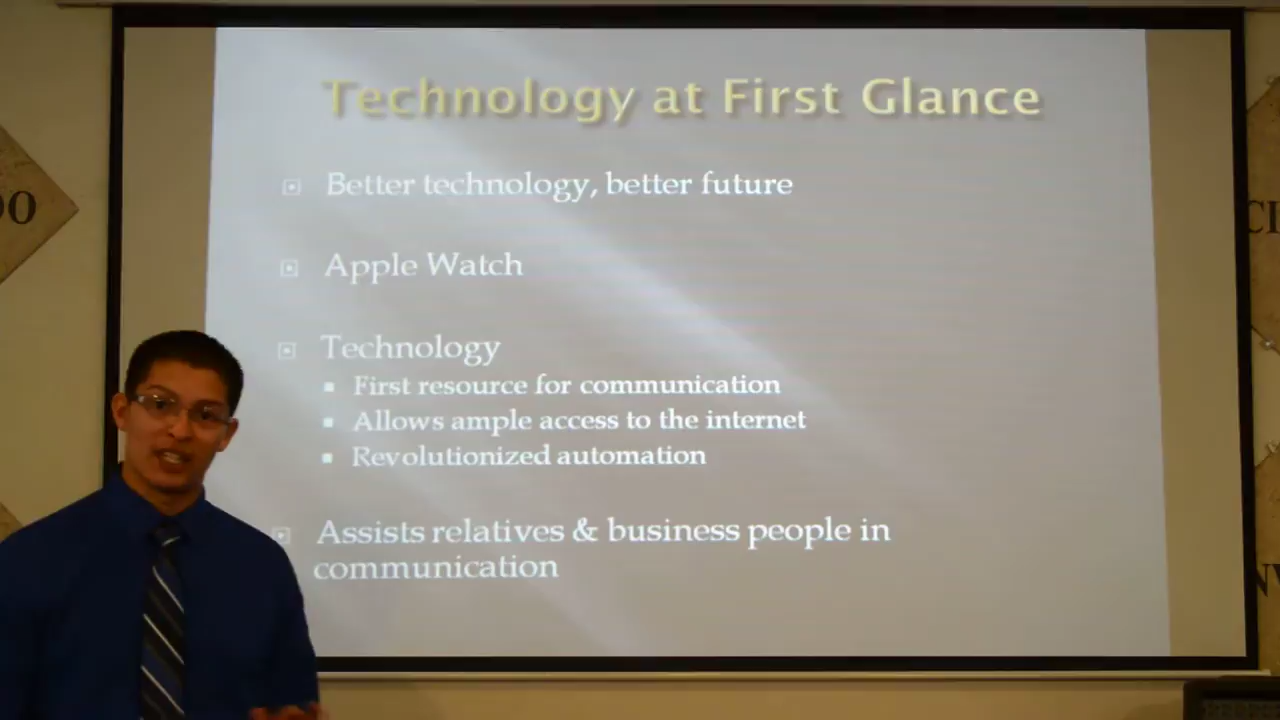 Technology at First Glance
Better technology, better future
Apple Watch
Technology
First resource for communication
Allows ample access to the internet
Revolutionized automation
Assists relatives & business people in
communication